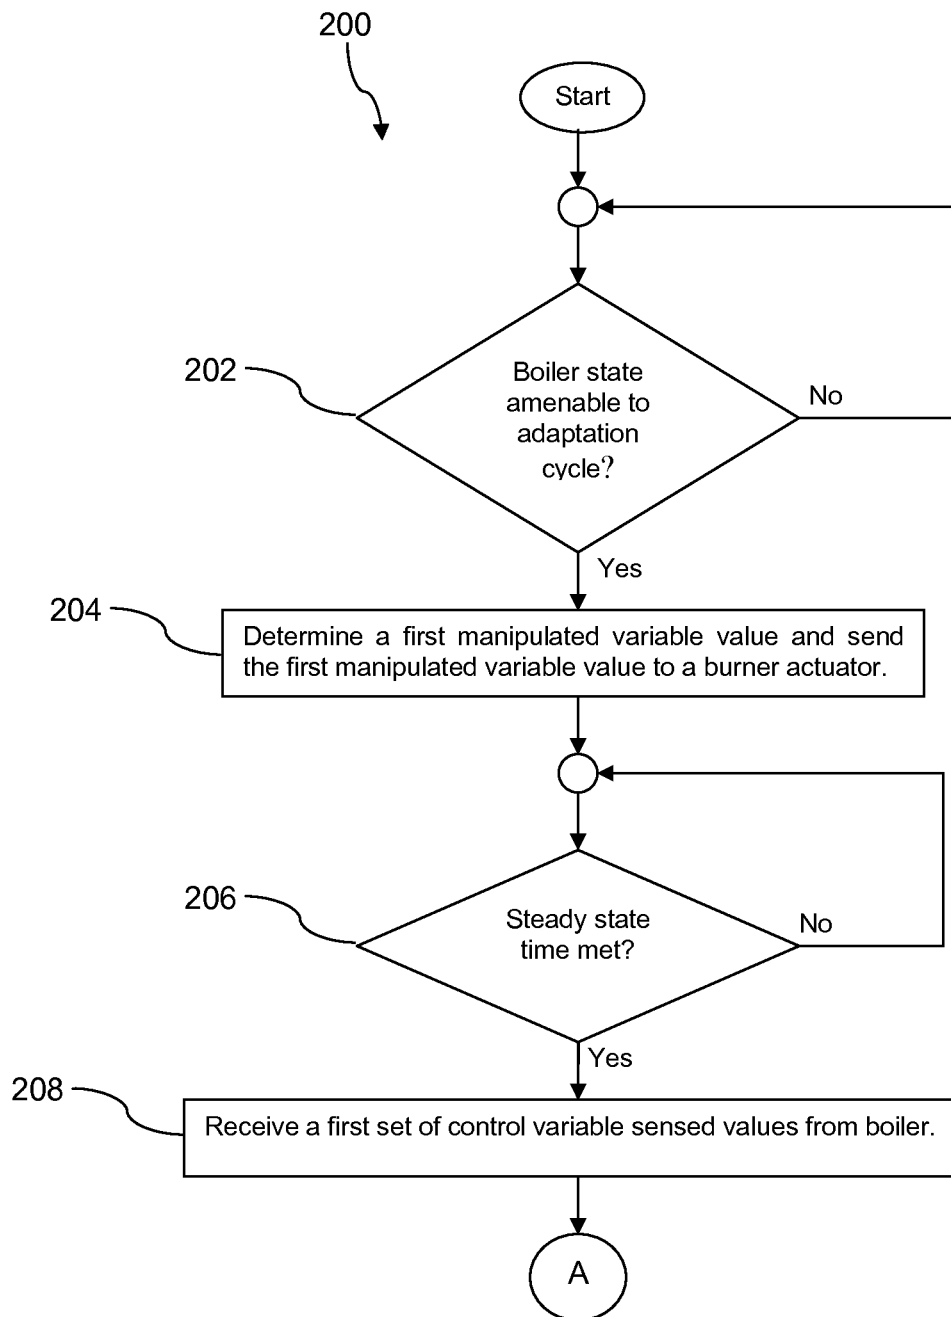 200
Start
202
Boiler state
amenable to
adaptation
cycle?
No
Yes
204
Determine a first manipulated variable value and send
the first manipulated variable value to a burner actuator.
206
Steady state
time met?
No
Yes
208
Receive a first set of control variable sensed values from boiler.
A